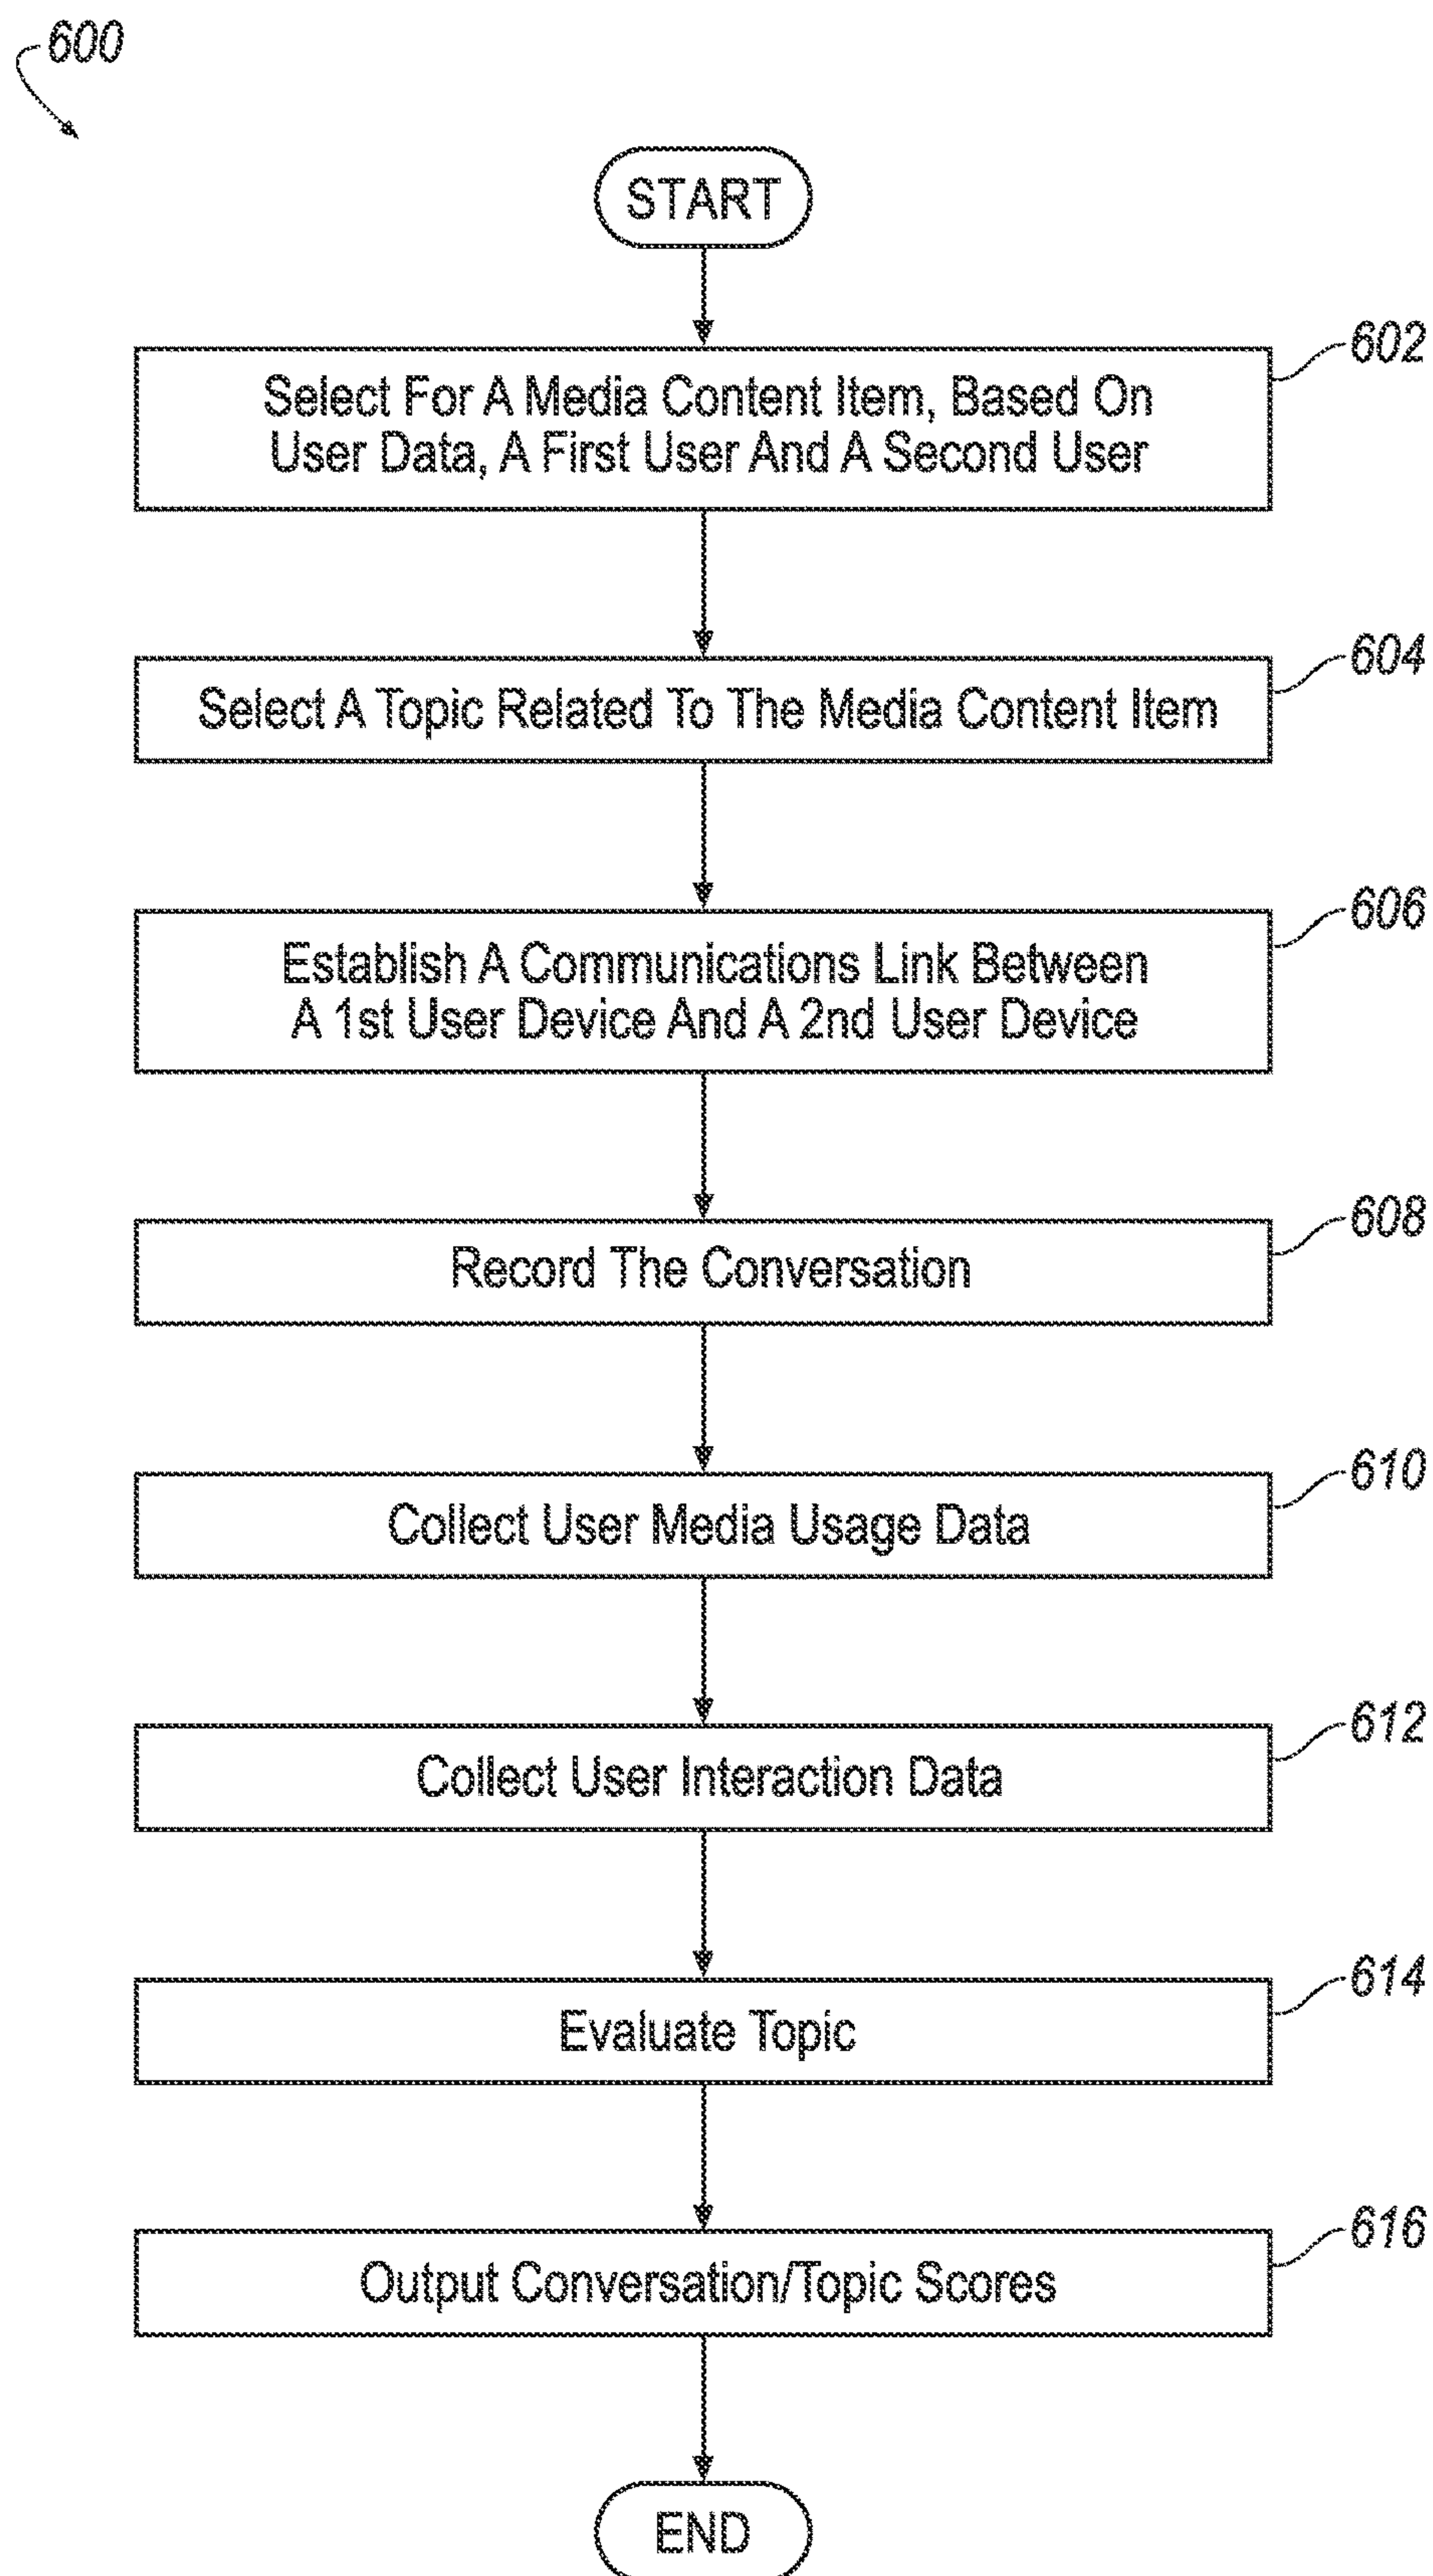 600
START
602
Select For A Media Content Item, Based On
User Data, A First User And A Second User
604
Select A Topic Related To The Media Content Item
606
Establish A Communications Link Between
A 1st User Device And A 2nd User Device
608
Record The Conversation
610
Collect User Media Usage Data
612
Collect User Interaction Data
614
Evaluate Topic
616
Output Conversation/Topic Scores
END